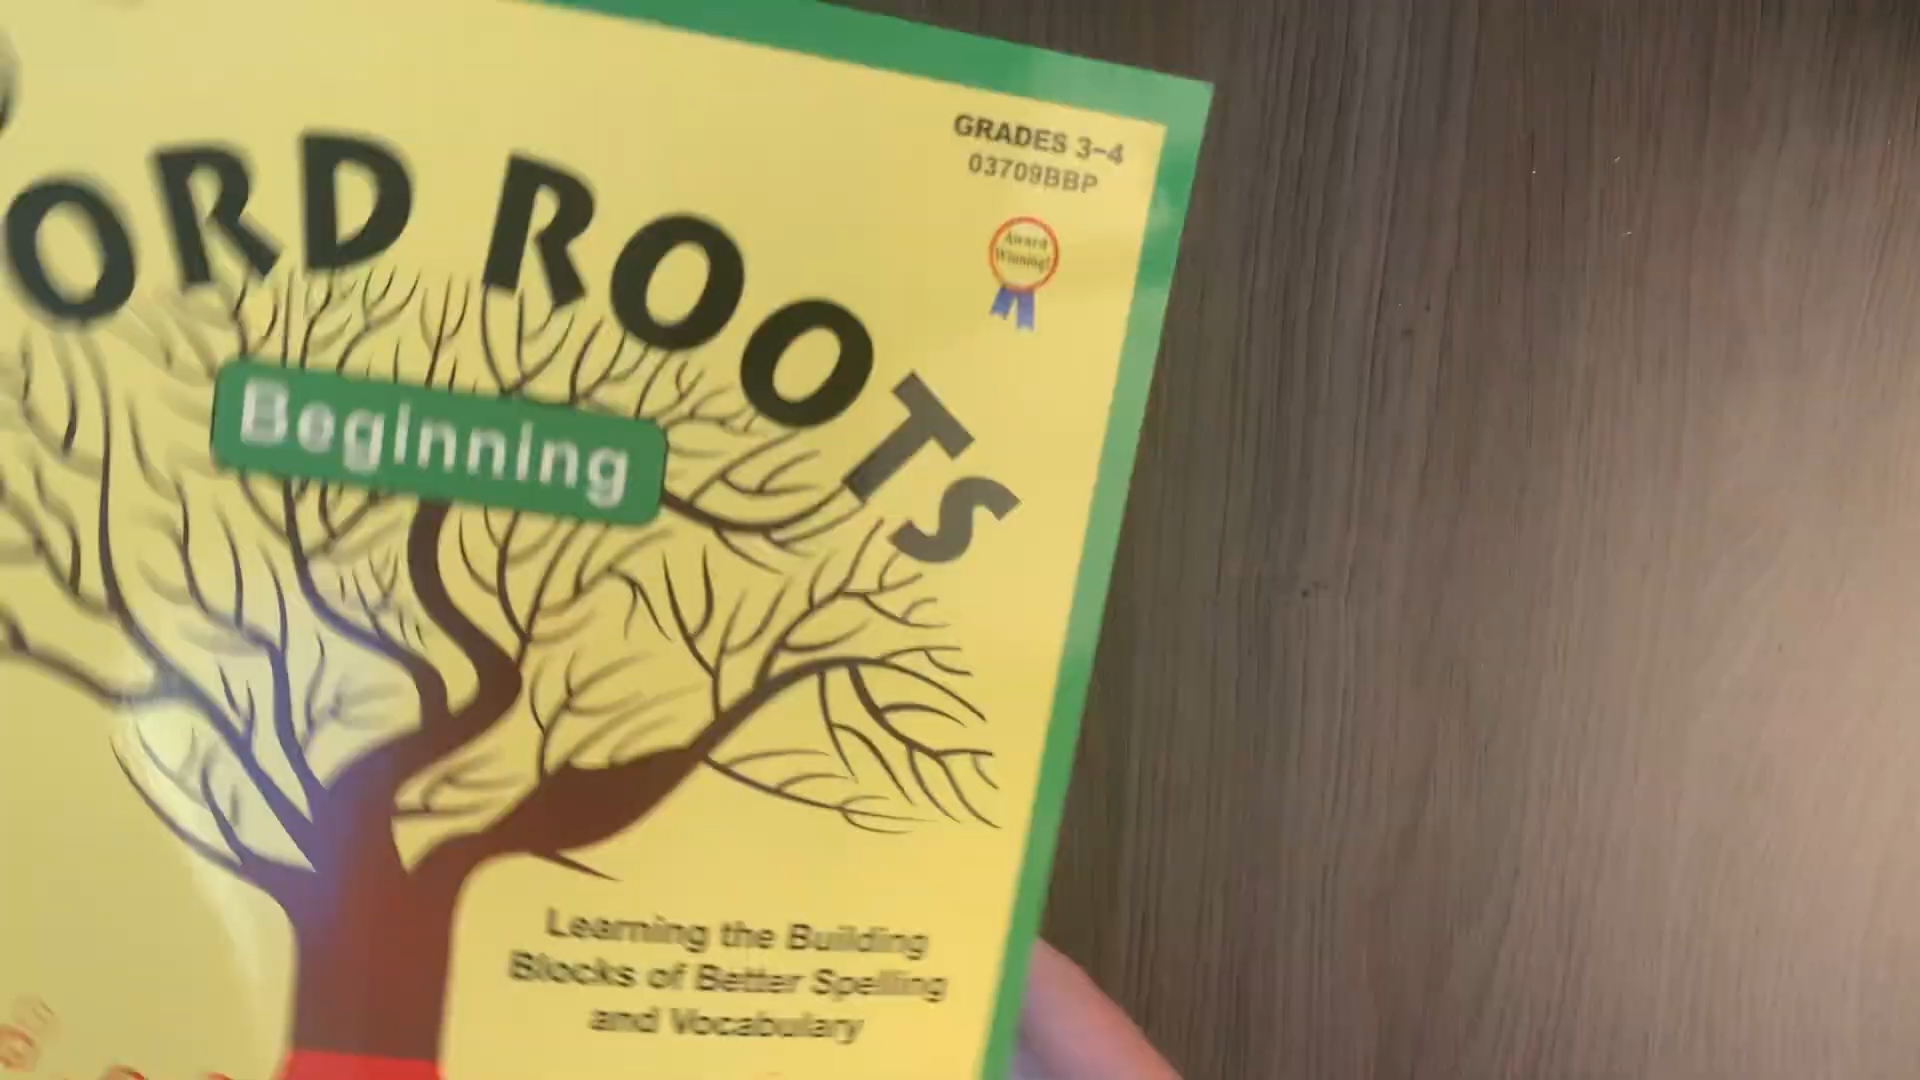 GRADES 3–4
03709BBP
Award
Winning!
ORD ROOTS
Beginning
Learning the Building
Blocks of Better Spelling
and Vocabulary